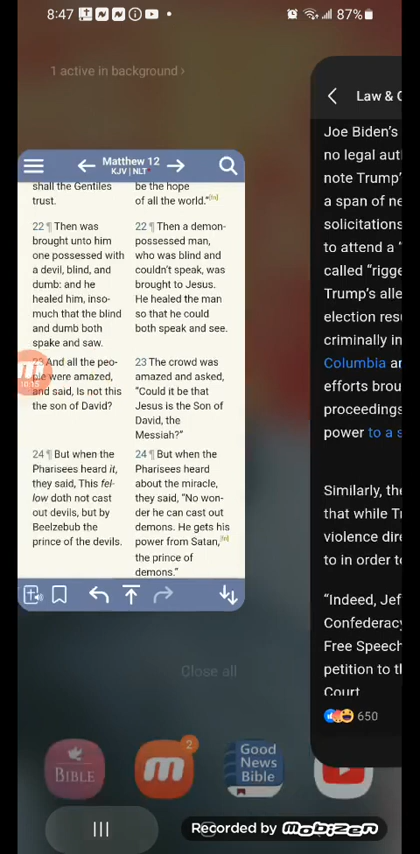 8:47
87%
1 active in background >
Matthew 12
KJV | NLT*
shall the Gentiles
trust.
22 ¶ Then was
brought unto him
one possessed with
a devil, blind, and
dumb: and he
healed him, inso-
much that the blind
and dumb both
spake and saw.
23 And all the peo-
ple were amazed,
and said, Is not this
the son of David?
24 ¶ But when the
Pharisees heard it,
they said, This fel-
low doth not cast
out devils, but by
Beelzebub the
prince of the devils.
be the hope
of all the world.”[fn]
22 ¶ Then a demon-
possessed man,
who was blind and
couldn’t speak, was
brought to Jesus.
He healed the man
so that he could
both speak and see.
23 The crowd was
amazed and asked,
“Could it be that
Jesus is the Son of
David, the
Messiah?”
24 ¶ But when the
Pharisees heard
about the miracle,
they said, “No won-
der he can cast out
demons. He gets his
power from Satan,[fn]
the prince of
demons.”
Law & C
Joe Biden’s
no legal aut
note Trump’
a span of ne
solicitations
to attend a “
called “rigge
Trump’s alle
election resu
criminally in
Columbia an
efforts brou
proceedings
power to a s
Similarly, the
that while Tr
violence dire
to in order to
“Indeed, Jef
Confederacy
Free Speech
petition to th
Court
650
Close all
BIBLE
2
Good
News
Bible
Recorded by mobizen